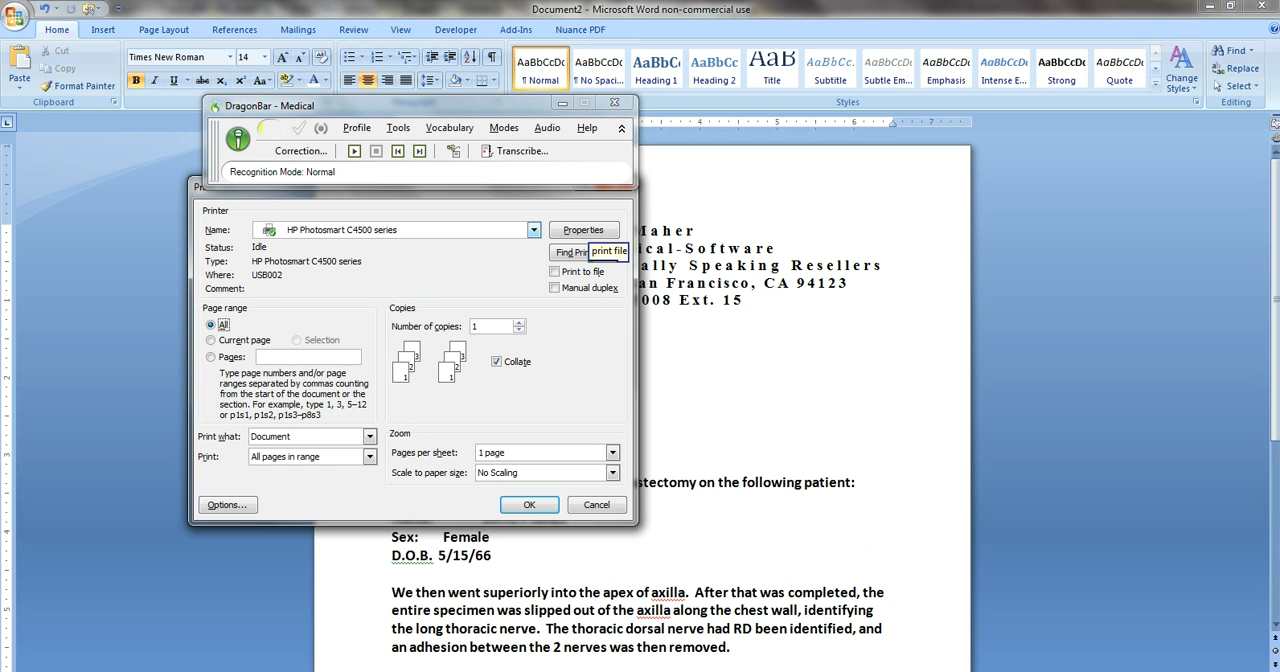 Document2 - Microsoft Word non-commercial use
Home Insert Page Layout References Mailings Review View Developer Add-Ins Nuance PDF
Paste
Cut
Copy
Format Painter
Clipboard
Times New Roman 14
AaBbCcDc AaBbCcDc AaBbC AaBbCc AaB AaBbCc. AaBbCcDc AaBbCcDc AaBbCcDc AaBbCcDc AaBbCcDc
¶ Normal ¶ No Spaci... Heading 1 Heading 2 Title Subtitle Subtle Em... Emphasis Intense E... Strong Quote
Styles
Change
Styles
Find
Replace
Select
Editing
DragonBar - Medical
Profile Tools Vocabulary Modes Audio Help
Correction... Transcribe...
Recognition Mode: Normal
Printer
Name: HP Photosmart C4500 series Properties
Status: Idle
Type: HP Photosmart C4500 series
Where: USB002
Comment:
Find Prin
print file
Print to file
Manual duplex
Page range
All
Current page Selection
Pages:
Type page numbers and/or page
ranges separated by commas counting
from the start of the document or the
section. For example, type 1, 3, 5–12
or p1s1, p1s2, p1s3–p8s3
Copies
Number of copies: 1
3
2
1
3
2
1
Collate
Print what: Document
Print: All pages in range
Zoom
Pages per sheet: 1 page
Scale to paper size: No Scaling
Options... OK Cancel
Maher
ical-Software
ally Speaking Resellers
an Francisco, CA 94123
008 Ext. 15
stectomy on the following patient:
Sex: Female
D.O.B. 5/15/66
We then went superiorly into the apex of axilla. After that was completed, the
entire specimen was slipped out of the axilla along the chest wall, identifying
the long thoracic nerve. The thoracic dorsal nerve had RD been identified, and
an adhesion between the 2 nerves was then removed.